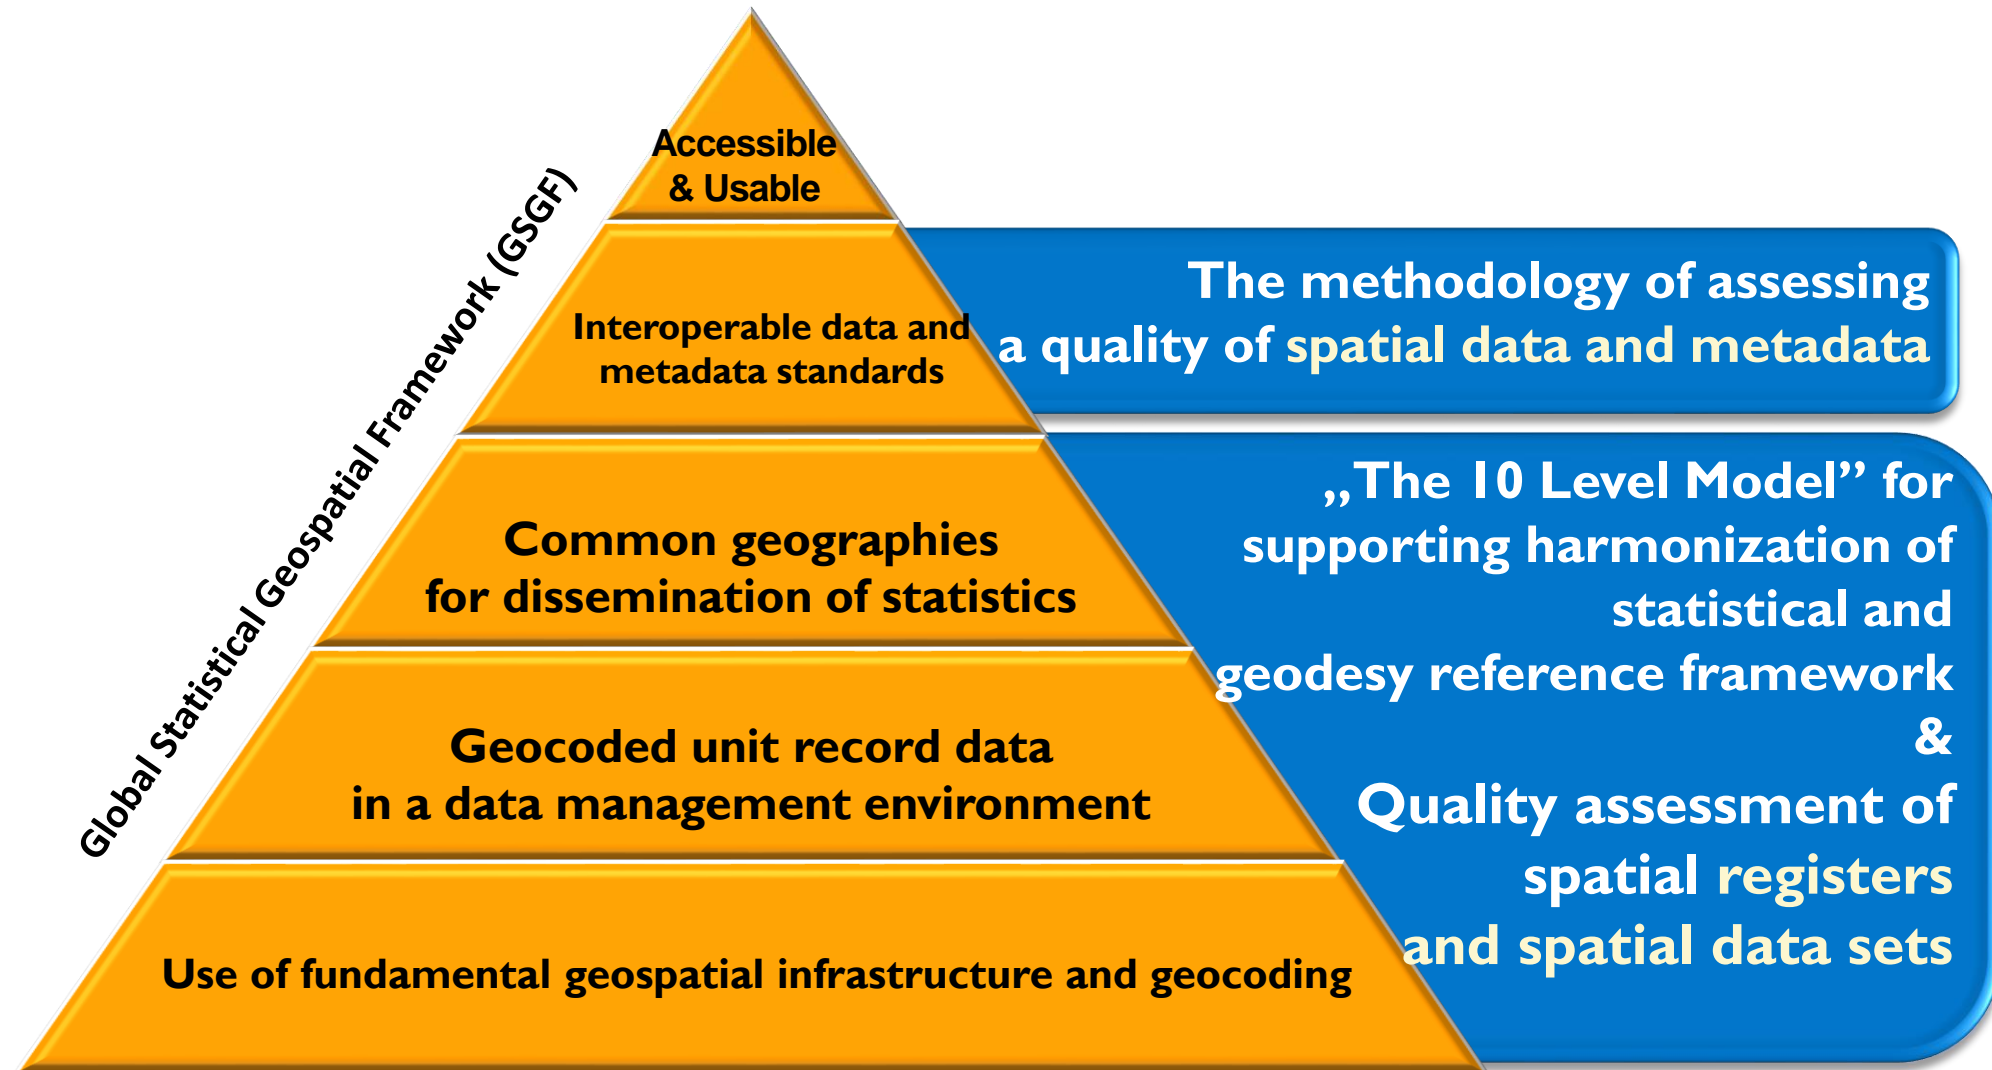 Global Statistical Geospatial Framework (GSGF)
Accessible
& Usable
Interoperable data and
metadata standards
Common geographies
for dissemination of statistics
Geocoded unit record data
in a data management environment
Use of fundamental geospatial infrastructure and geocoding
The methodology of assessing
a quality of spatial data and metadata
„The 10 Level Model” for
supporting harmonization of
statistical and
geodesy reference framework
&
Quality assessment of
spatial registers
and spatial data sets